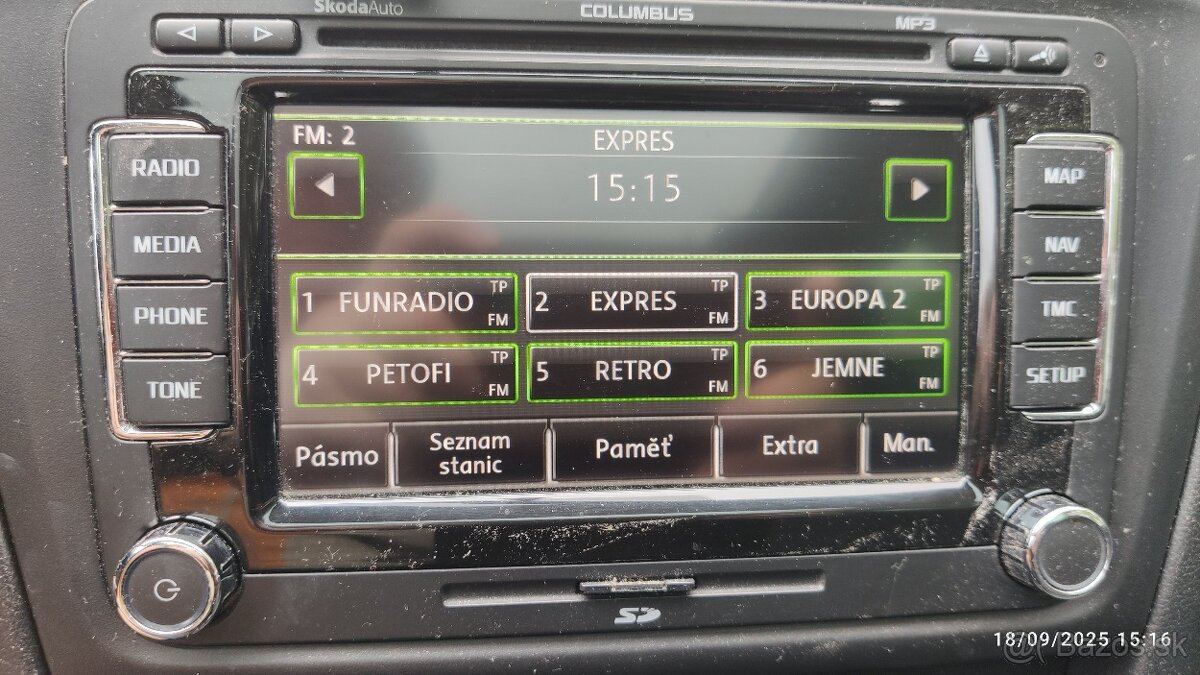 SkodaAuto
COLUMBUS
MP3
RADIO
MEDIA
PHONE
TONE
FM: 2
EXPRES
15:15
1 FUNRADIO TP FM
2 EXPRES TP FM
3 EUROPA 2 TP FM
4 PETOFI TP FM
5 RETRO TP FM
6 JEMNE TP FM
Pásmo
Seznam
stanic
Paměť
Extra
Man.
MAP
NAV
TMC
SETUP
SD
18/09/2025 15:16
@Bazos.sk